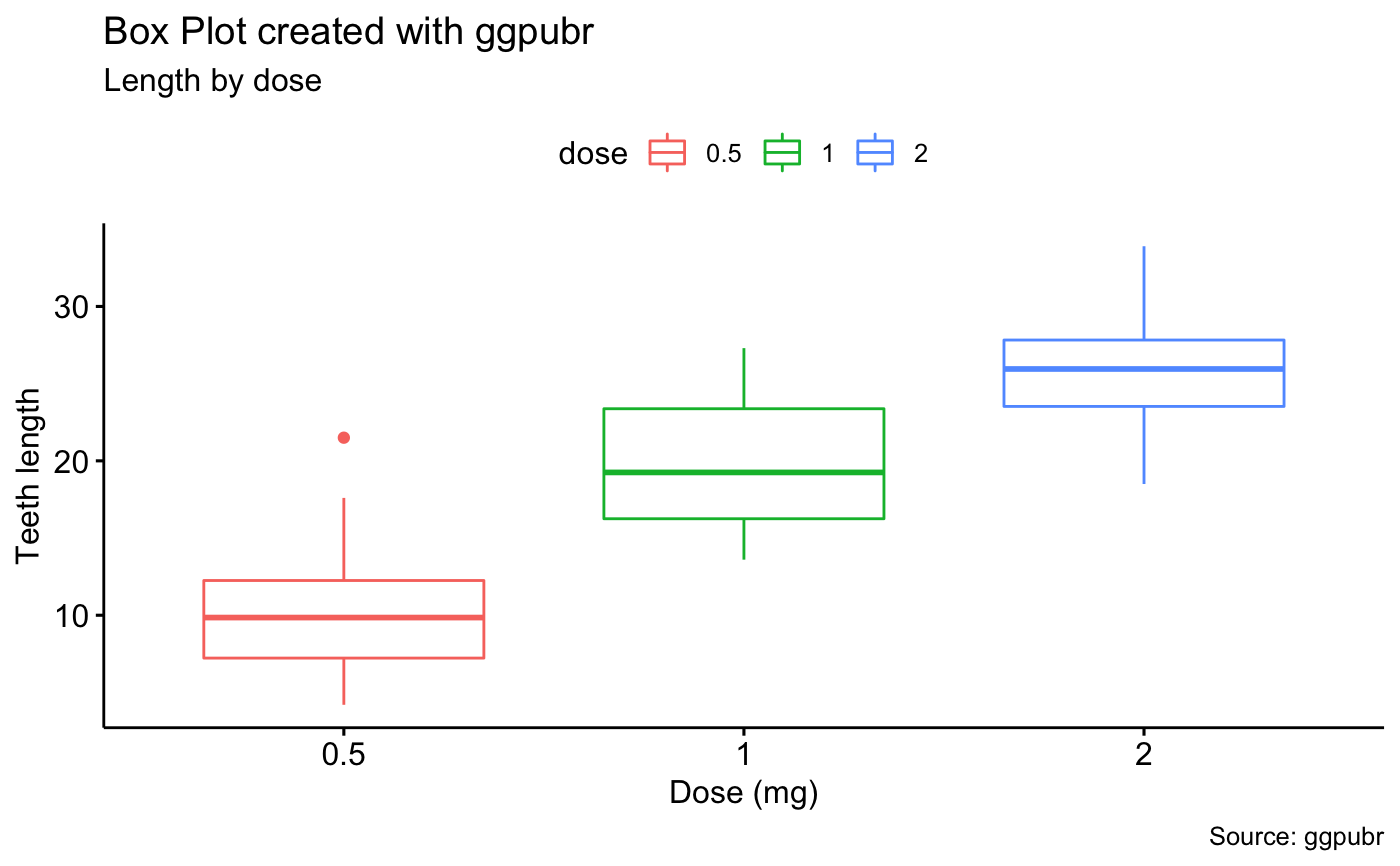 Box Plot created with ggpubr
Length by dose
dose 0.5 1 2
30
20
10
Teeth length
0.5 1 2
Dose (mg)
Source: ggpubr